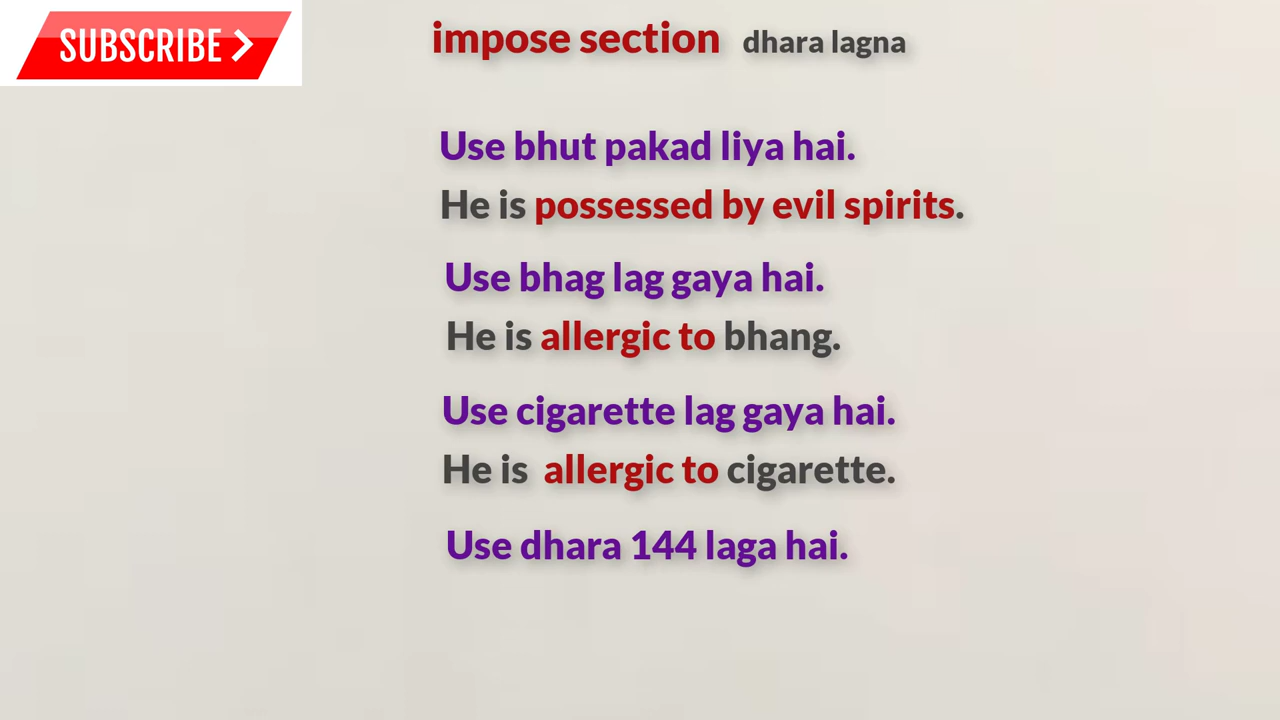 SUBSCRIBE
impose section dhara lagna
Use bhut pakad liya hai.
He is possessed by evil spirits.
Use bhag lag gaya hai.
He is allergic to bhang.
Use cigarette lag gaya hai.
He is allergic to cigarette.
Use dhara 144 laga hai.